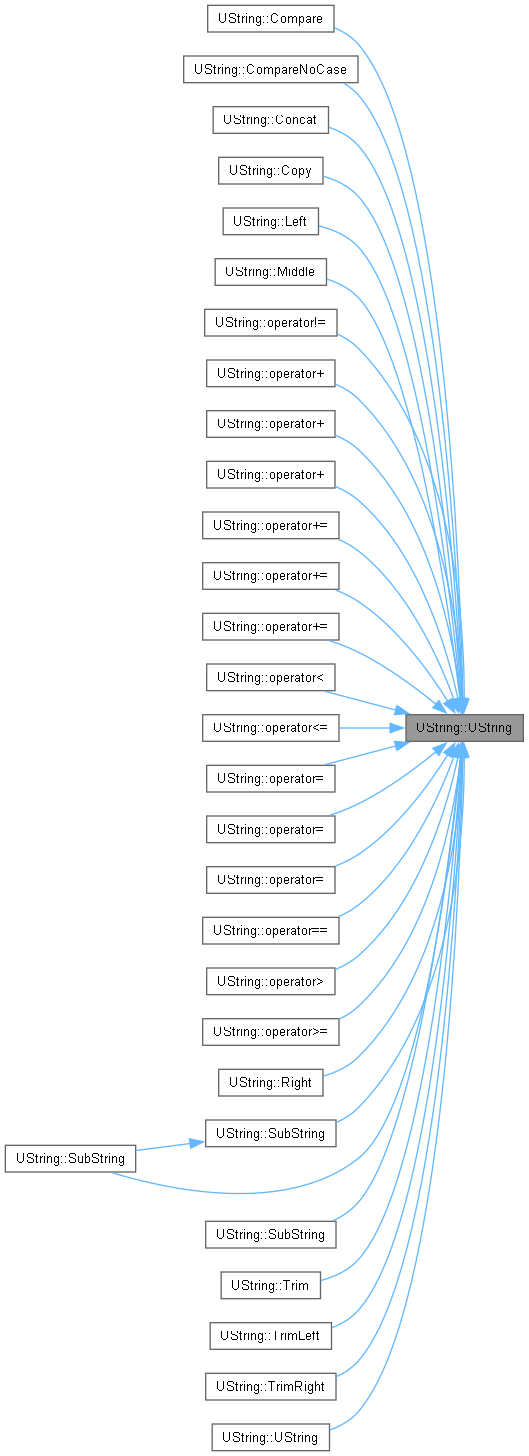 UString::Compare
UString::CompareNoCase
UString::Concat
UString::Copy
UString::Left
UString::Middle
UString::operator!=
UString::operator+
UString::operator+
UString::operator+
UString::operator+=
UString::operator+=
UString::operator+=
UString::operator<
UString::operator<=
UString::UString
UString::operator=
UString::operator=
UString::operator=
UString::operator==
UString::operator>
UString::operator>=
UString::Right
UString::SubString
UString::SubString
UString::SubString
UString::Trim
UString::TrimLeft
UString::TrimRight
UString::UString